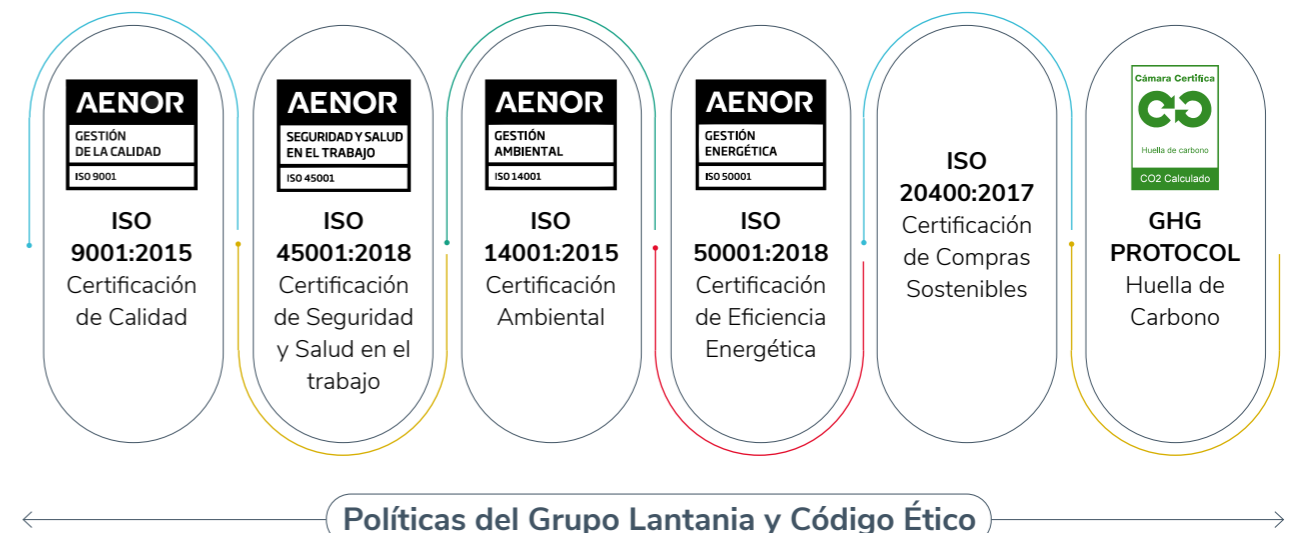 AENOR
GESTIÓN
DE LA CALIDAD
ISO 9001
ISO
9001:2015
Certificación
de Calidad
AENOR
SEGURIDAD Y SALUD
EN EL TRABAJO
ISO 45001
ISO
45001:2018
Certificación
de Seguridad
y Salud en el
trabajo
AENOR
GESTIÓN
AMBIENTAL
ISO 14001
ISO
14001:2015
Certificación
Ambiental
AENOR
GESTIÓN
ENERGÉTICA
ISO 50001
ISO
50001:2018
Certificación
de Eficiencia
Energética
ISO
20400:2017
Certificación
de Compras
Sostenibles
Cámara Certifica
Huella de carbono
CO2 Calculado
GHG
PROTOCOL
Huella de
Carbono
Políticas del Grupo Lantania y Código Ético